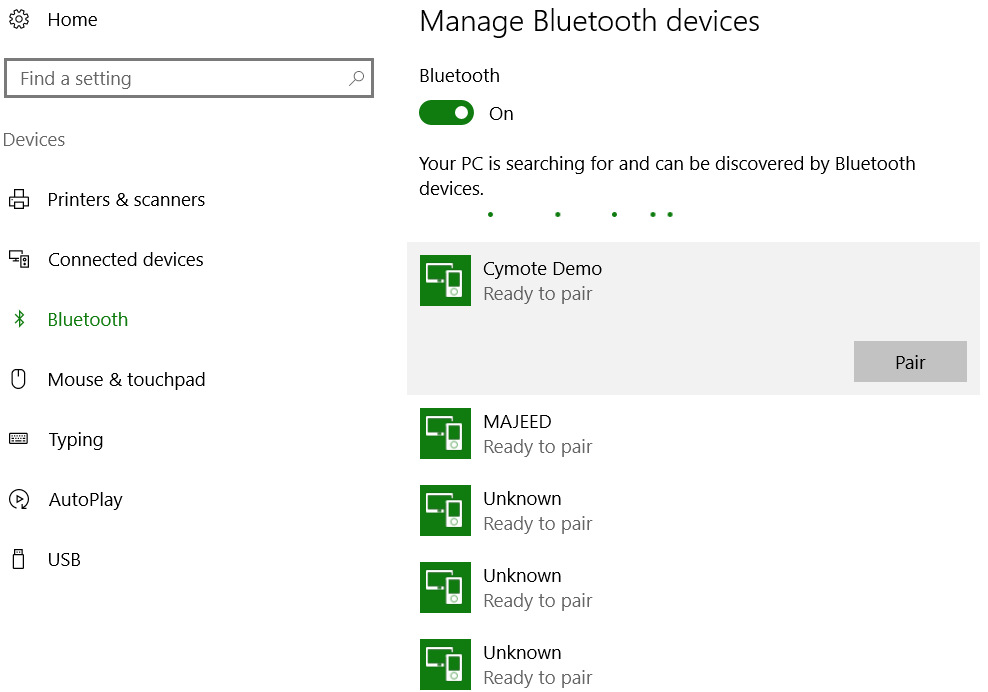 Home
Find a setting
Devices
Printers & scanners
Connected devices
Bluetooth
Mouse & touchpad
Typing
AutoPlay
USB
Manage Bluetooth devices
Bluetooth
On
Your PC is searching for and can be discovered by Bluetooth
devices.
Cymote Demo
Ready to pair
Pair
MAJEED
Ready to pair
Unknown
Ready to pair
Unknown
Ready to pair
Unknown
Ready to pair